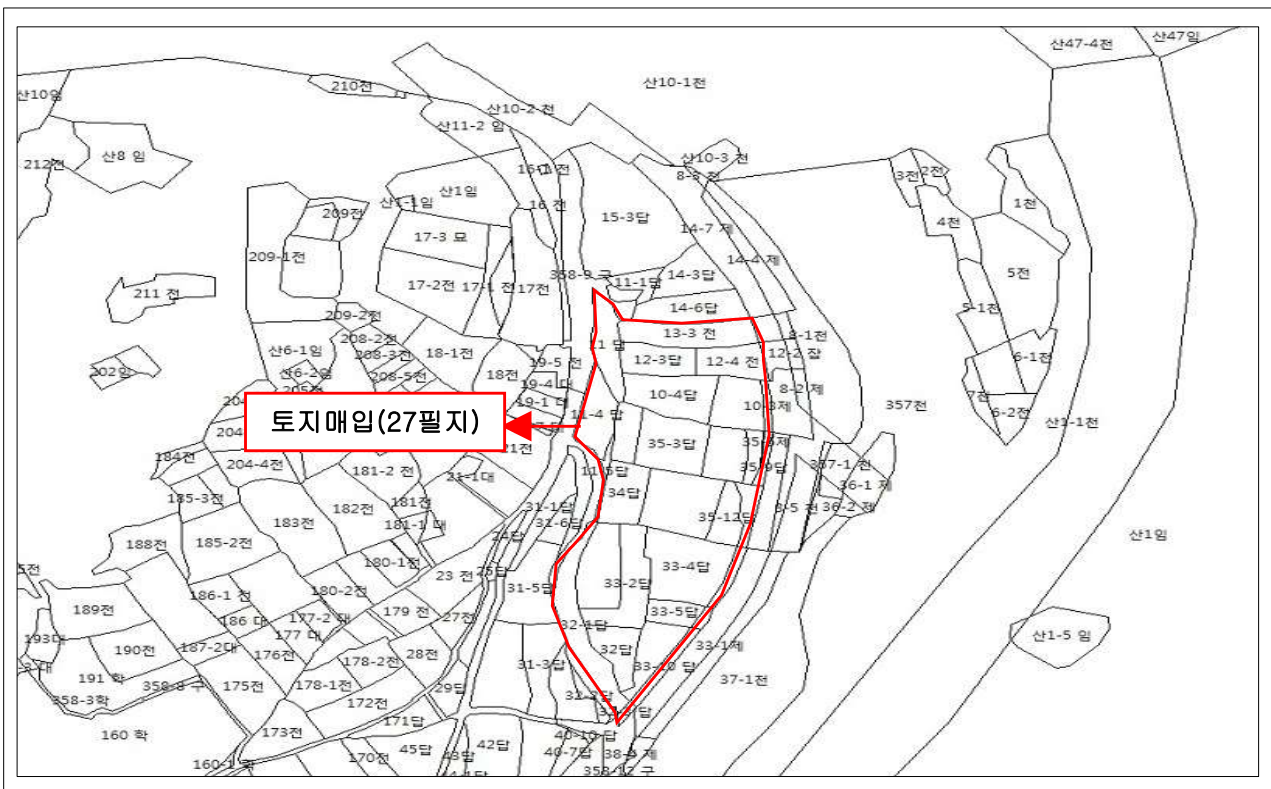 산47-4전
산47임
산10임
210전
산10-1전
산10-2 천
산11-2 임
212전
산8 임
산10-3 천
8-3 전
16-1 전
3전
2전
산1임
산1-1임
16 전
1천
209전
15-3답
4천
17-3 묘
14-7 제
209-1전
14-4 제
5전
358-9 구
11-1답
14-3답
211 전
17-2전
17-1 전
17전
14-6답
5-1전
209-2전
208-2전
13-3 전
8-1전
산6-1임
208-3전
18-1전
12-3답
12-4 전
12-2 잡
6-1전
202임
산6-2임
208-5전
18전
19-5 전
19-4 대
10-4답
8-2 제
7전
205전
19-1 대
11-4 답
10-3제
357전
6-2전
산1-1천
토지매입(27필지)
21전
35-3답
184전
204-4전
181-2 전
21-1대
11-5답
35-9답
357-1 전
36-1 제
185-3전
182전
181전
34답
183전
181-1 대
31-1답
31-6답
35-12답
8-5 전
36-2 제
188전
185-2전
24답
산1임
180-1전
23 전
25답
33-4답
186-1 전
180-2전
31-5답
33-2답
189전
186 대
177-2 대
179 전
27전
33-5답
193대
177 대
32-1답
산1-5 임
190전
187-2대
176전
178-2전
28전
31-3답
32답
33-1제
33-10 답
191 학
358-8 구
175전
178-1전
29답
32-2답
37-1전
358-3학
172전
160 학
173전
171답
40-10 답
45답
43답
42답
40-7답
170전
358-12 구